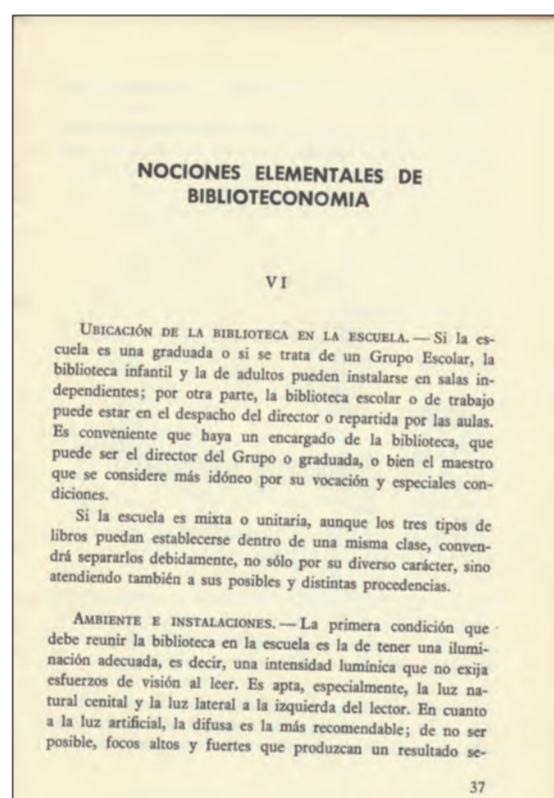 NOCIONES ELEMENTALES DE
BIBLIOTECONOMIA
VI
UBICACIÓN DE LA BIBLIOTECA EN LA ESCUELA. — Si la es-
cuela es una graduada o si se trata de un Grupo Escolar, la
biblioteca infantil y la de adultos pueden instalarse en salas in-
dependientes; por otra parte, la biblioteca escolar o de trabajo
puede estar en el despacho del director o repartida por las aulas.
Es conveniente que haya un encargado de la biblioteca, que
puede ser el director del Grupo o graduada, o bien el maestro
que se considere más idóneo por su vocación y especiales con-
diciones.
Si la escuela es mixta o unitaria, aunque los tres tipos de
libros puedan establecerse dentro de una misma clase, conven-
drá separarlos debidamente, no sólo por su diverso carácter, sino
atendiendo también a sus posibles y distintas procedencias.
AMBIENTE E INSTALACIONES. — La primera condición que
debe reunir la biblioteca en la escuela es la de tener una ilumi-
nación adecuada, es decir, una intensidad lumínica que no exija
esfuerzos de visión al leer. Es apta, especialmente, la luz na-
tural cenital y la luz lateral a la izquierda del lector. En cuanto
a la luz artificial, la difusa es la más recomendable; de no ser
posible, focos altos y fuertes que produzcan un resultado se-
37